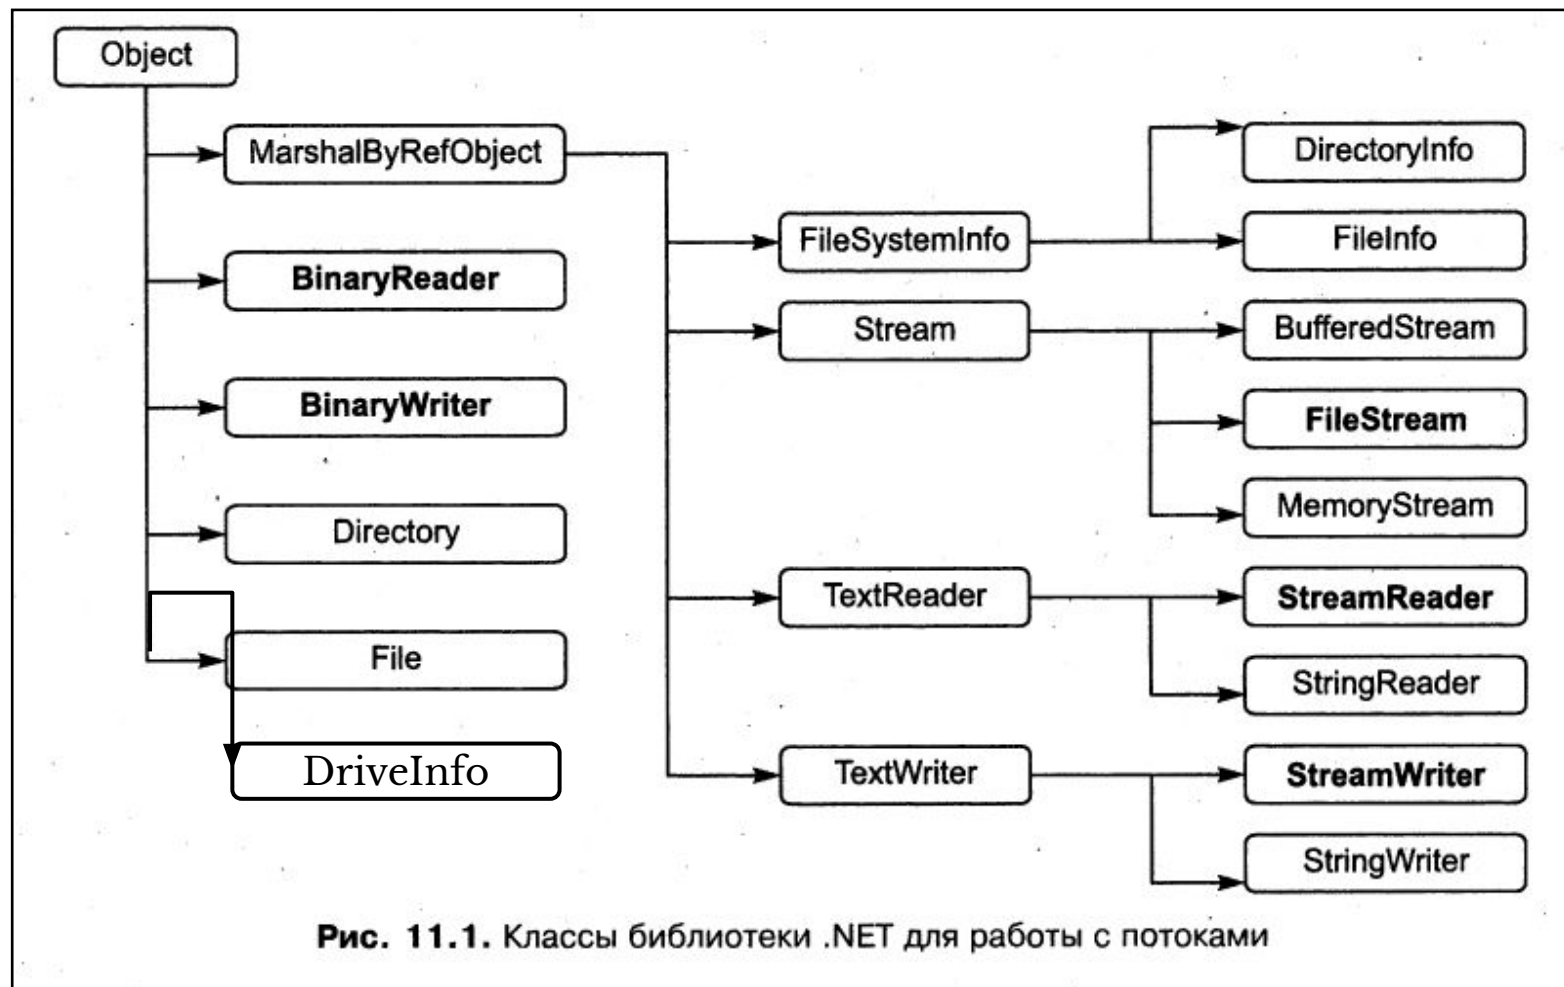 Object
MarshalByRefObject
BinaryReader
BinaryWriter
Directory
File
DriveInfo
FileSystemInfo
Stream
TextReader
TextWriter
DirectoryInfo
FileInfo
BufferedStream
FileStream
MemoryStream
StreamReader
StringReader
StreamWriter
StringWriter
Рис. 11.1. Классы библиотеки .NET для работы с потоками